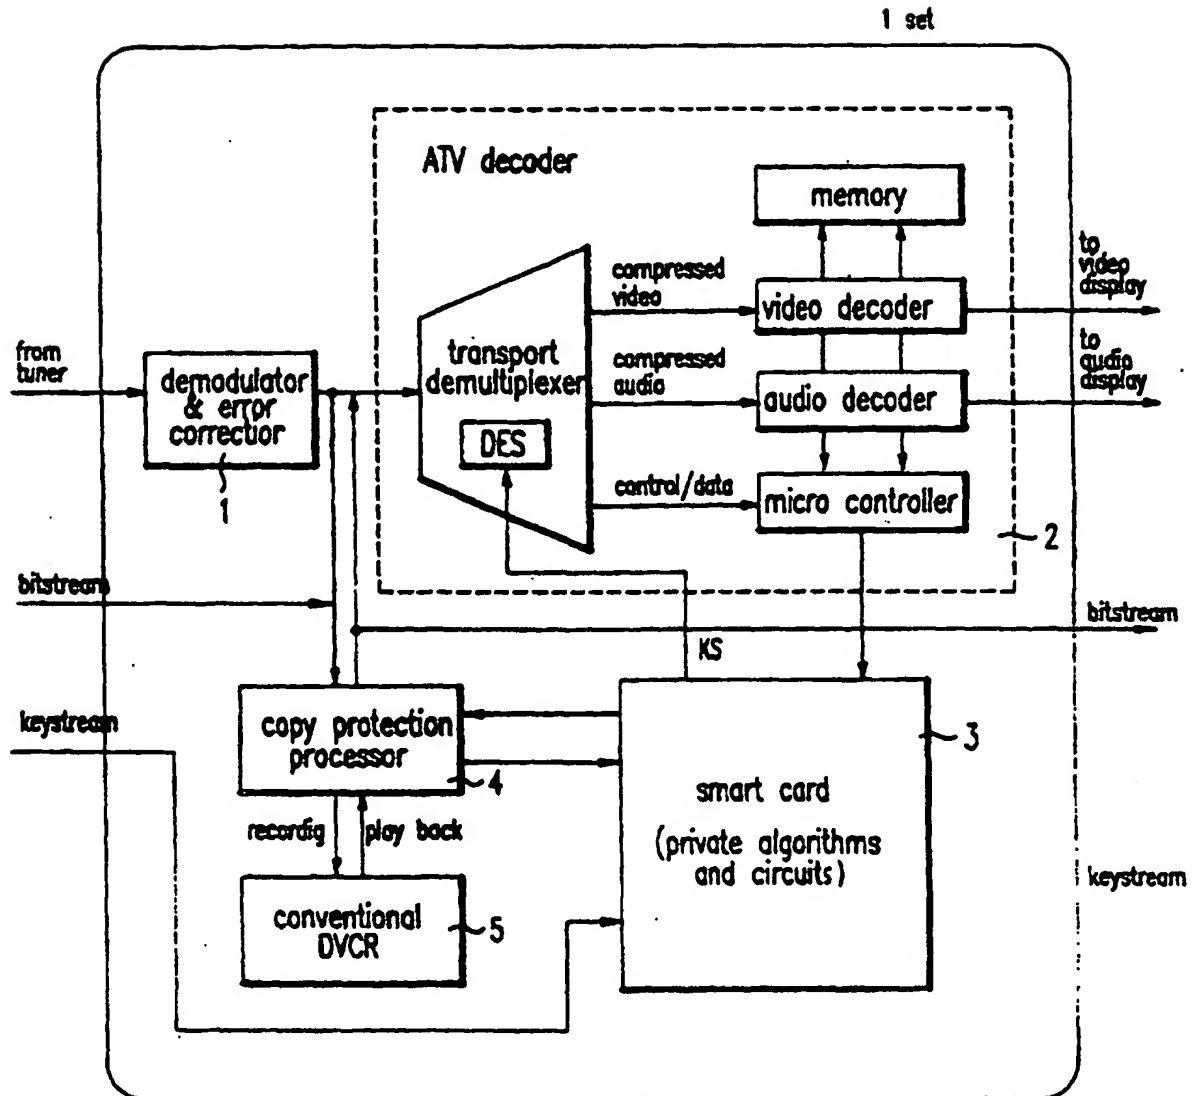 1 set
ATV decoder
memory
compressed
video
video decoder
to
video
display
from
tuner
demodulator
& error
correctior
1
transport
demultiplexer
DES
compressed
audio
audio decoder
to
audio
display
control/data
micro controller
2
bitstream
bitstream
KS
keystream
copy protection
processor
4
3
smart card
(private algorithms
and circuits)
recordig
play back
keystream
conventional
DVCR
5